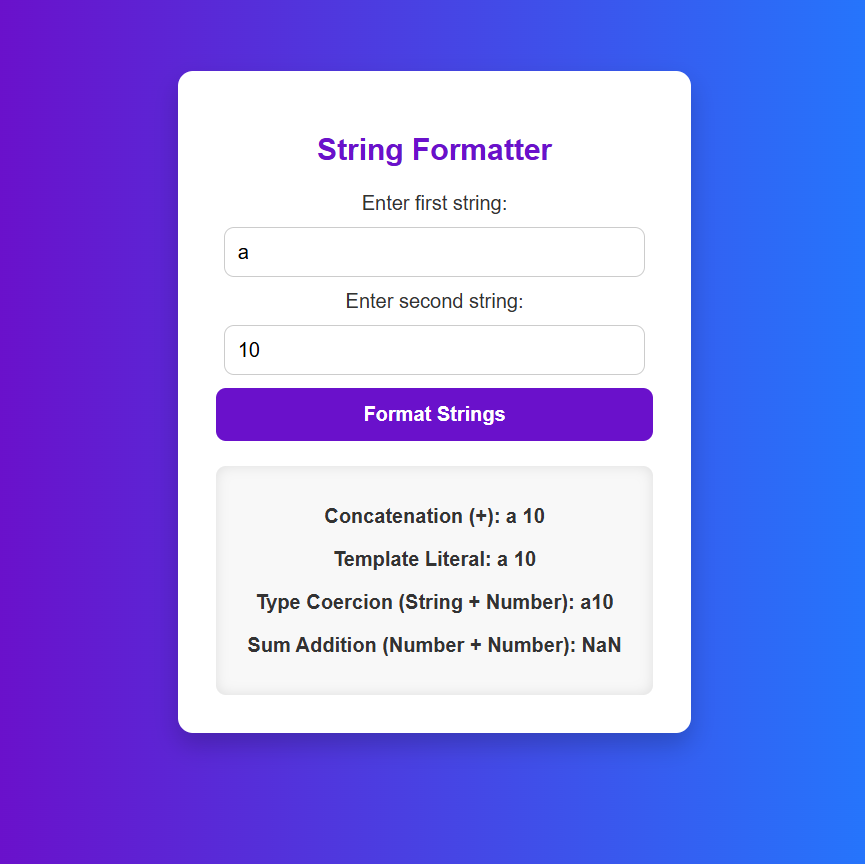 String Formatter
Enter first string:
a
Enter second string:
10
Format Strings
Concatenation (+): a 10
Template Literal: a 10
Type Coercion (String + Number): a10
Sum Addition (Number + Number): NaN